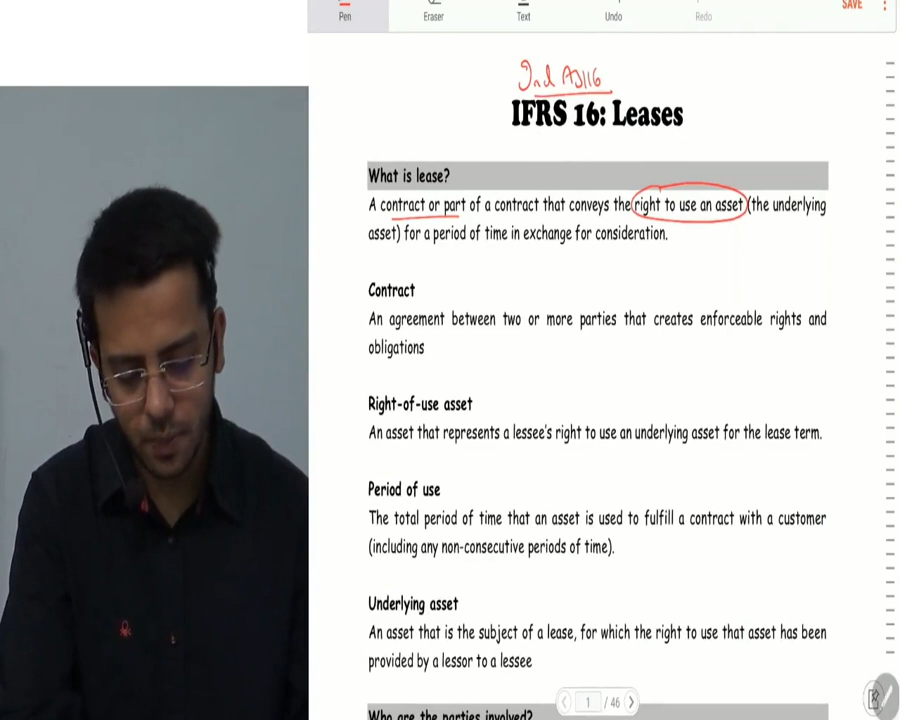 SAVE
Pen Eraser Text Undo Redo
Ind AS116
IFRS 16: Leases
What is lease?
A contract or part of a contract that conveys the right to use an asset (the underlying
asset) for a period of time in exchange for consideration.
Contract
An agreement between two or more parties that creates enforceable rights and
obligations
Right-of-use asset
An asset that represents a lessee's right to use an underlying asset for the lease term.
Period of use
The total period of time that an asset is used to fulfill a contract with a customer
(including any non-consecutive periods of time).
Underlying asset
An asset that is the subject of a lease, for which the right to use that asset has been
provided by a lessor to a lessee
Who are the parties involved?
1 / 46